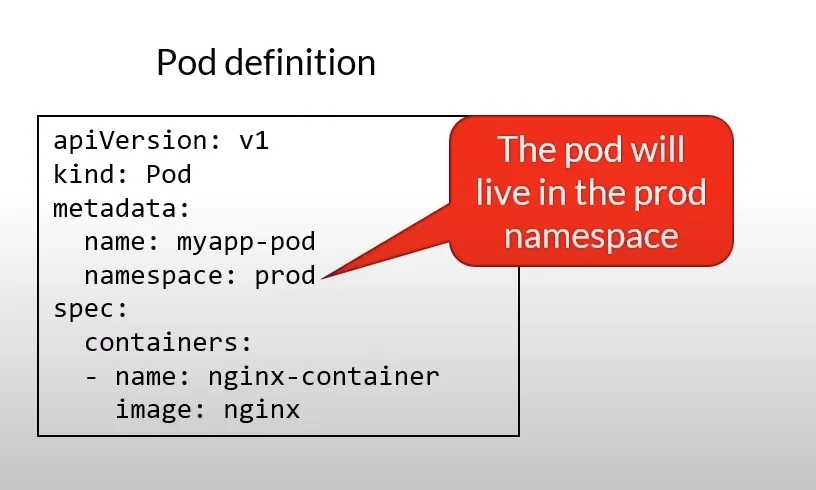 Pod definition
apiVersion: v1
kind: Pod
metadata:
  name: myapp-pod
  namespace: prod
spec:
  containers:
  - name: nginx-container
    image: nginx
The pod will
live in the prod
namespace